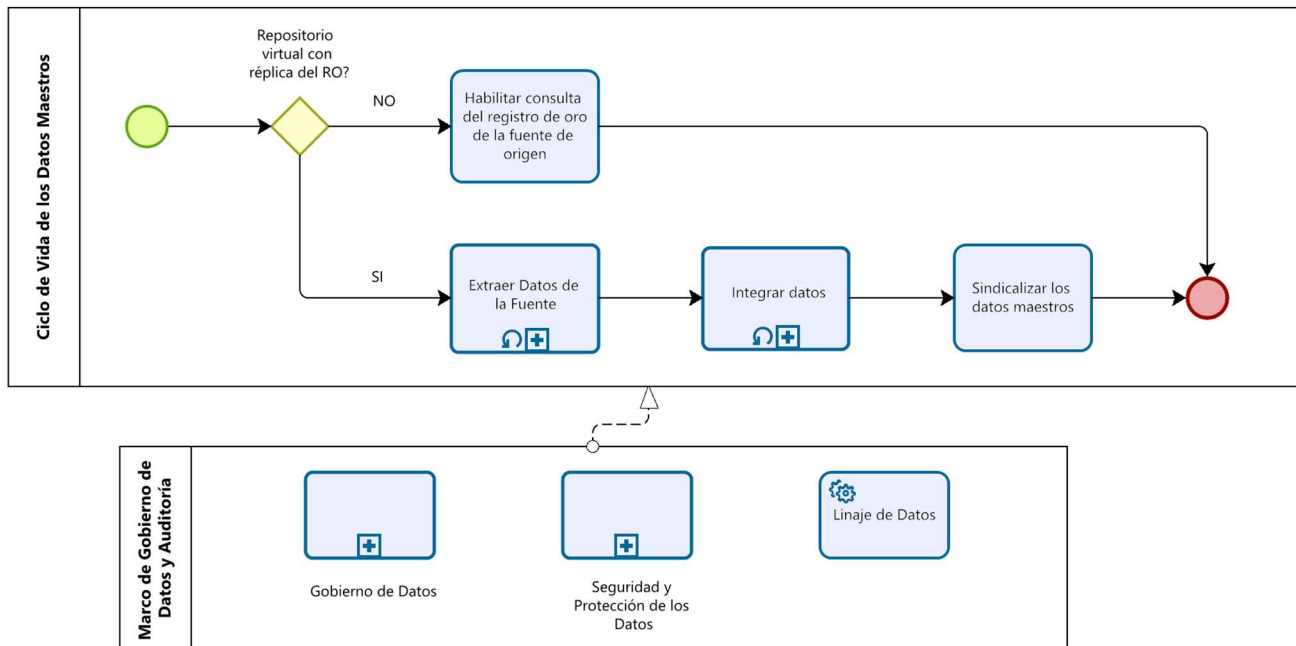 Ciclo de Vida de los Datos Maestros
Repositorio
virtual con
réplica del RO?
NO
Habilitar consulta
del registro de oro
de la fuente de
origen
SI
Extraer Datos de
la Fuente
Integrar datos
Sindicalizar los
datos maestros
Marco de Gobierno de
Datos y Auditoría
Gobierno de Datos
Seguridad y
Protección de los
Datos
Linaje de Datos